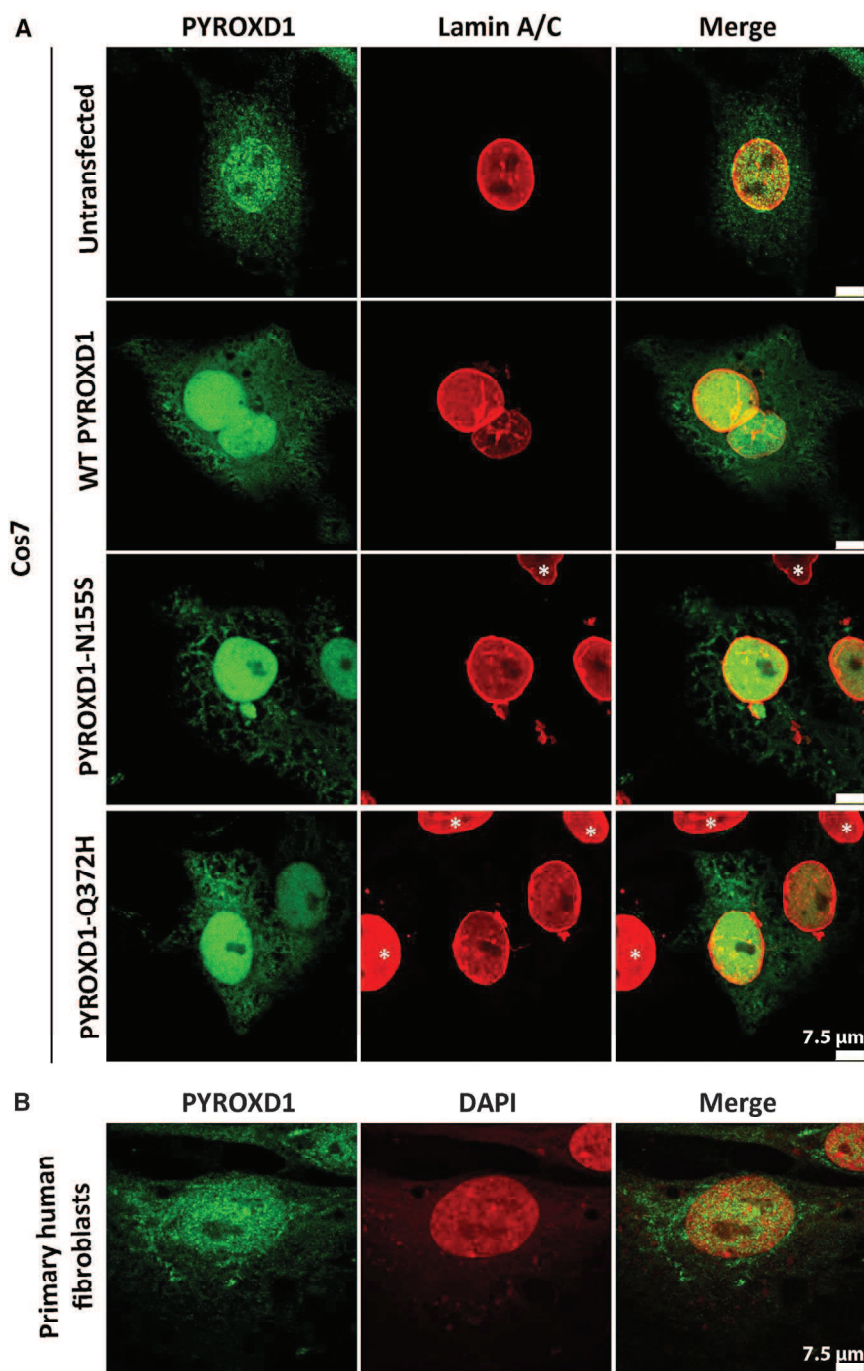 A
PYROXD1 Lamin A/C Merge
Cos7
Untransfected
WT PYROXD1
PYROXD1-N155S
* *
PYROXD1-Q372H
* * * *
* *
7.5 µm
B
PYROXD1 DAPI Merge
Primary human
fibroblasts
7.5 µm